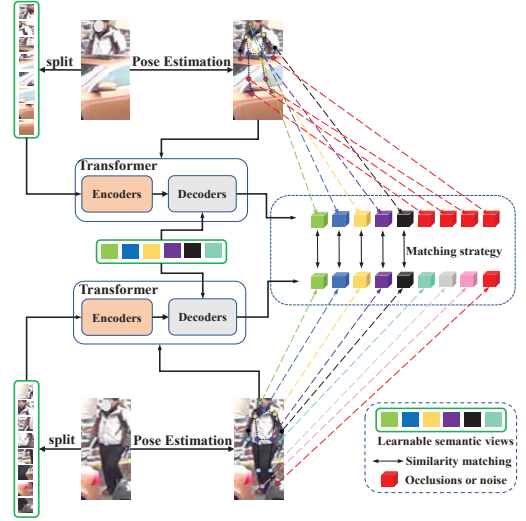 split
Pose Estimation
Transformer
Encoders
Decoders
Matching strategy
Transformer
Encoders
Decoders
split
Pose Estimation
Learnable semantic views
Similarity matching
Occlusions or noise